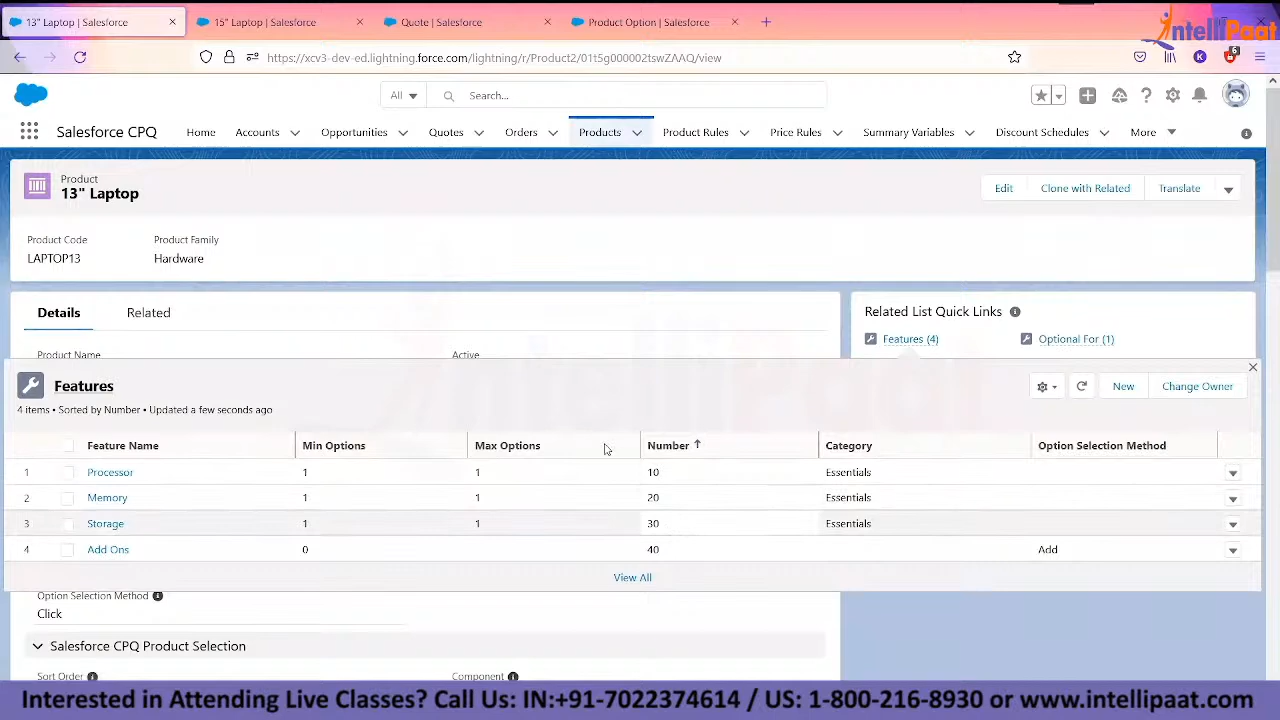 13" Laptop | Salesforce
15" Laptop | Salesforce
Quote | Salesforce
Product Option | Salesforce
IntelliPaat
https://xcv3-dev-ed.lightning.force.com/lightning/r/Product2/01t5g000002tswZAAQ/view
All
Search...
Salesforce CPQ
Home
Accounts
Opportunities
Quotes
Orders
Products
Product Rules
Price Rules
Summary Variables
Discount Schedules
More
Product
13" Laptop
Edit
Clone with Related
Translate
Product Code
Product Family
LAPTOP13
Hardware
Details
Related
Related List Quick Links
Features (4)
Optional For (1)
Product Name
Active
Features
New
Change Owner
4 items • Sorted by Number • Updated a few seconds ago
Feature Name Min Options Max Options Number Category Option Selection Method
1 Processor 1 1 10 Essentials
2 Memory 1 1 20 Essentials
3 Storage 1 1 30 Essentials
4 Add Ons 0 40 Add
View All
Option Selection Method
Click
Salesforce CPQ Product Selection
Sort Order
Component
Interested in Attending Live Classes? Call Us: IN:+91-7022374614 / US: 1-800-216-8930 or www.intellipaat.com